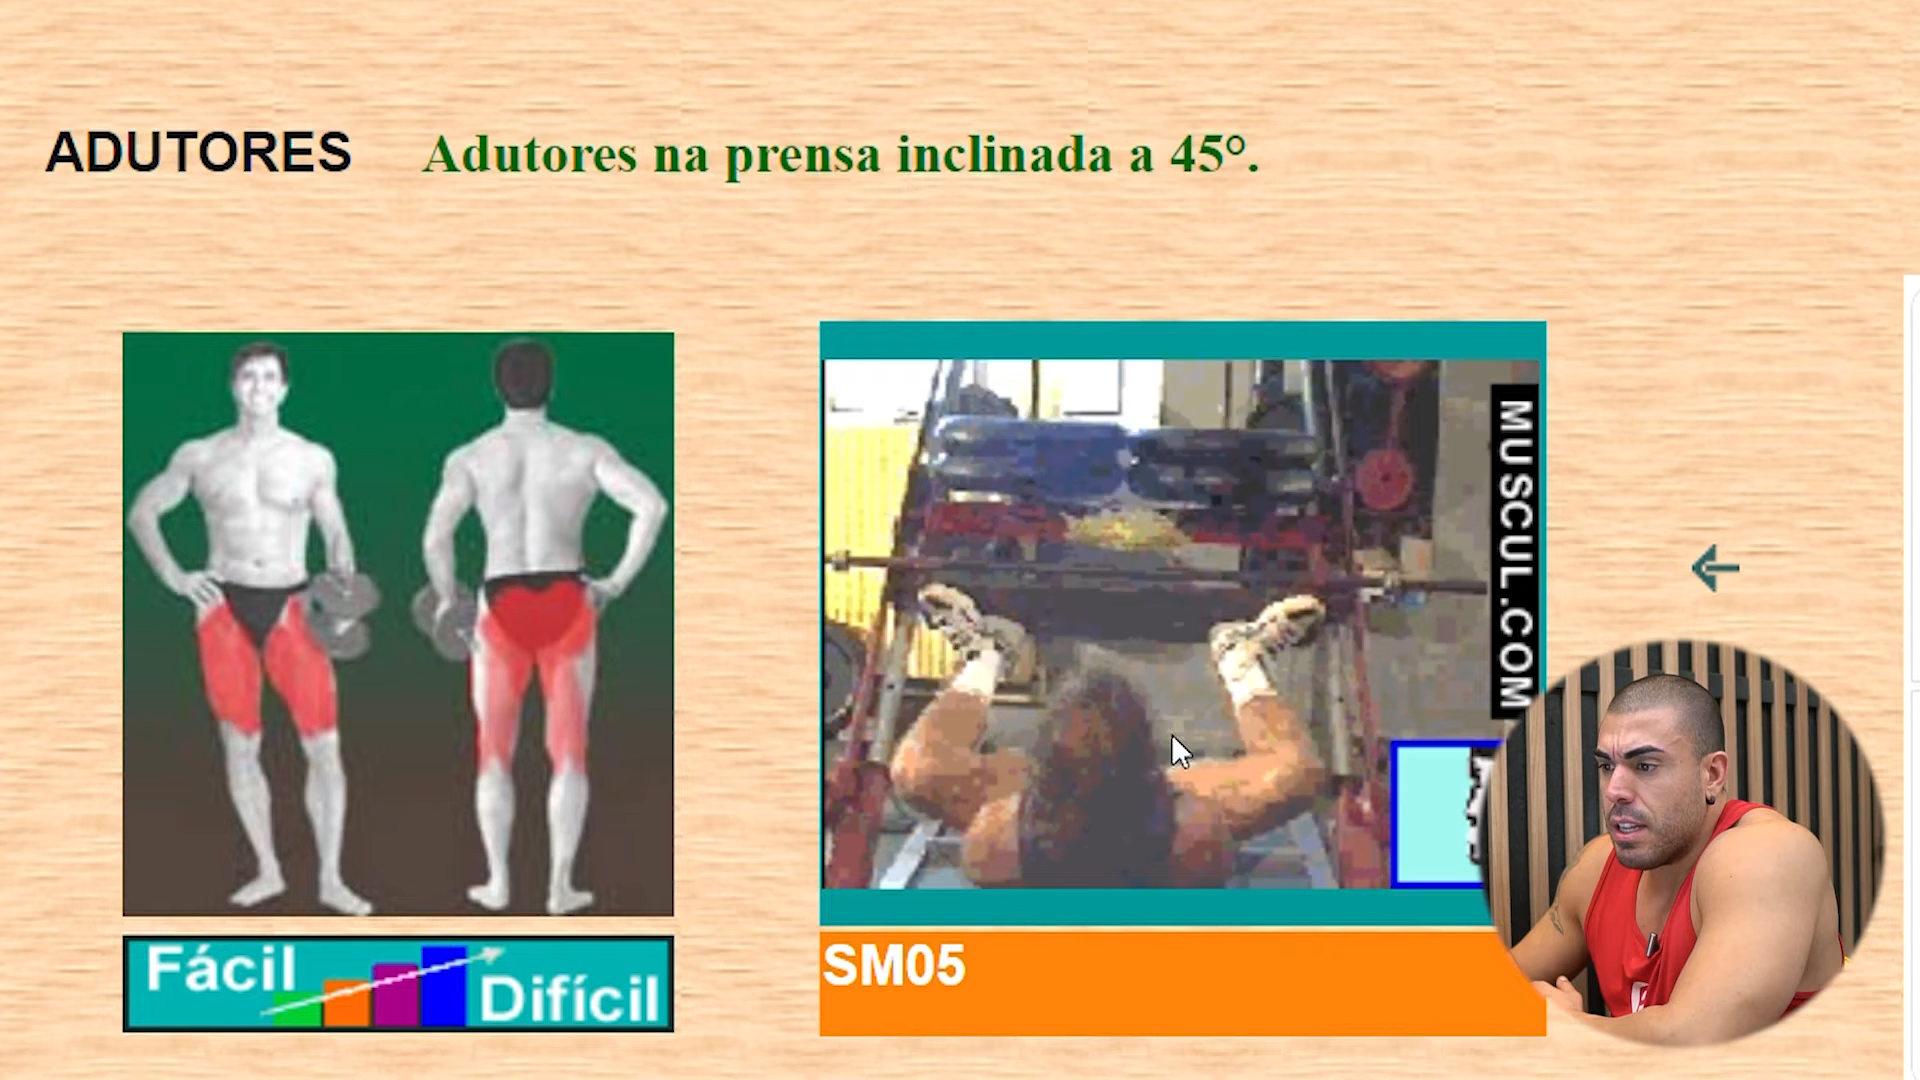 ADUTORES
Adutores na prensa inclinada a 45°.
MUSCUL.COM
Fácil
Difícil
SM05